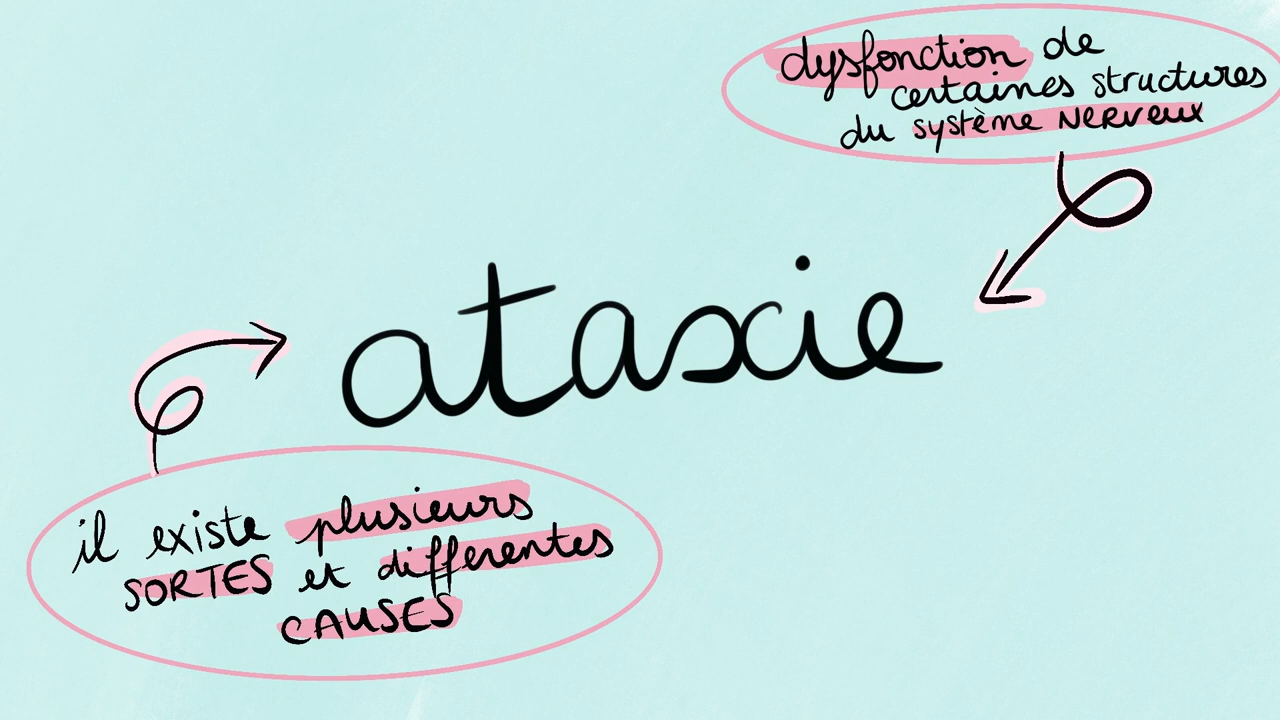 dysfonction de
certaines structures
du système NERVEUX
ataxie
il existe plusieurs
SORTES et différentes
CAUSES